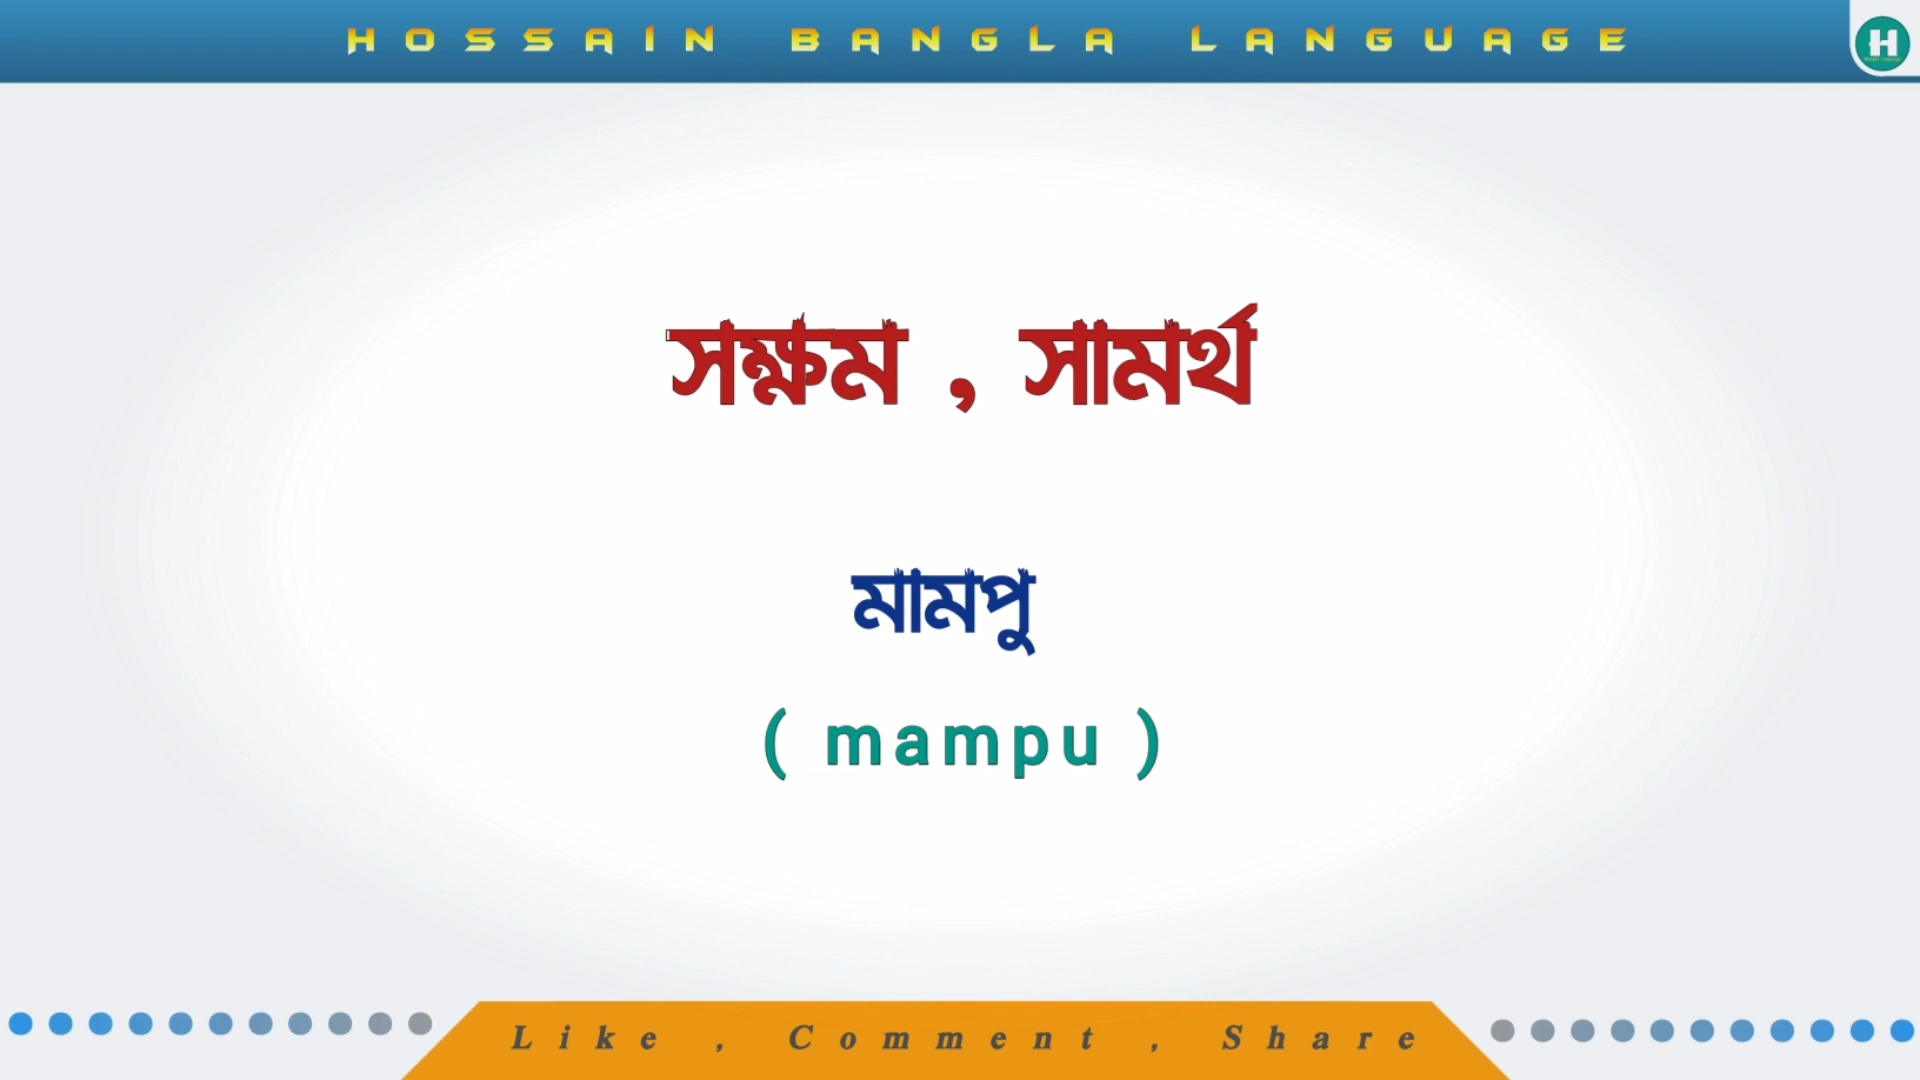 HOSSAIN BANGLA LANGUAGE
H
সক্ষম , সামর্থ
মামপু
( mampu )
Like , Comment , Share